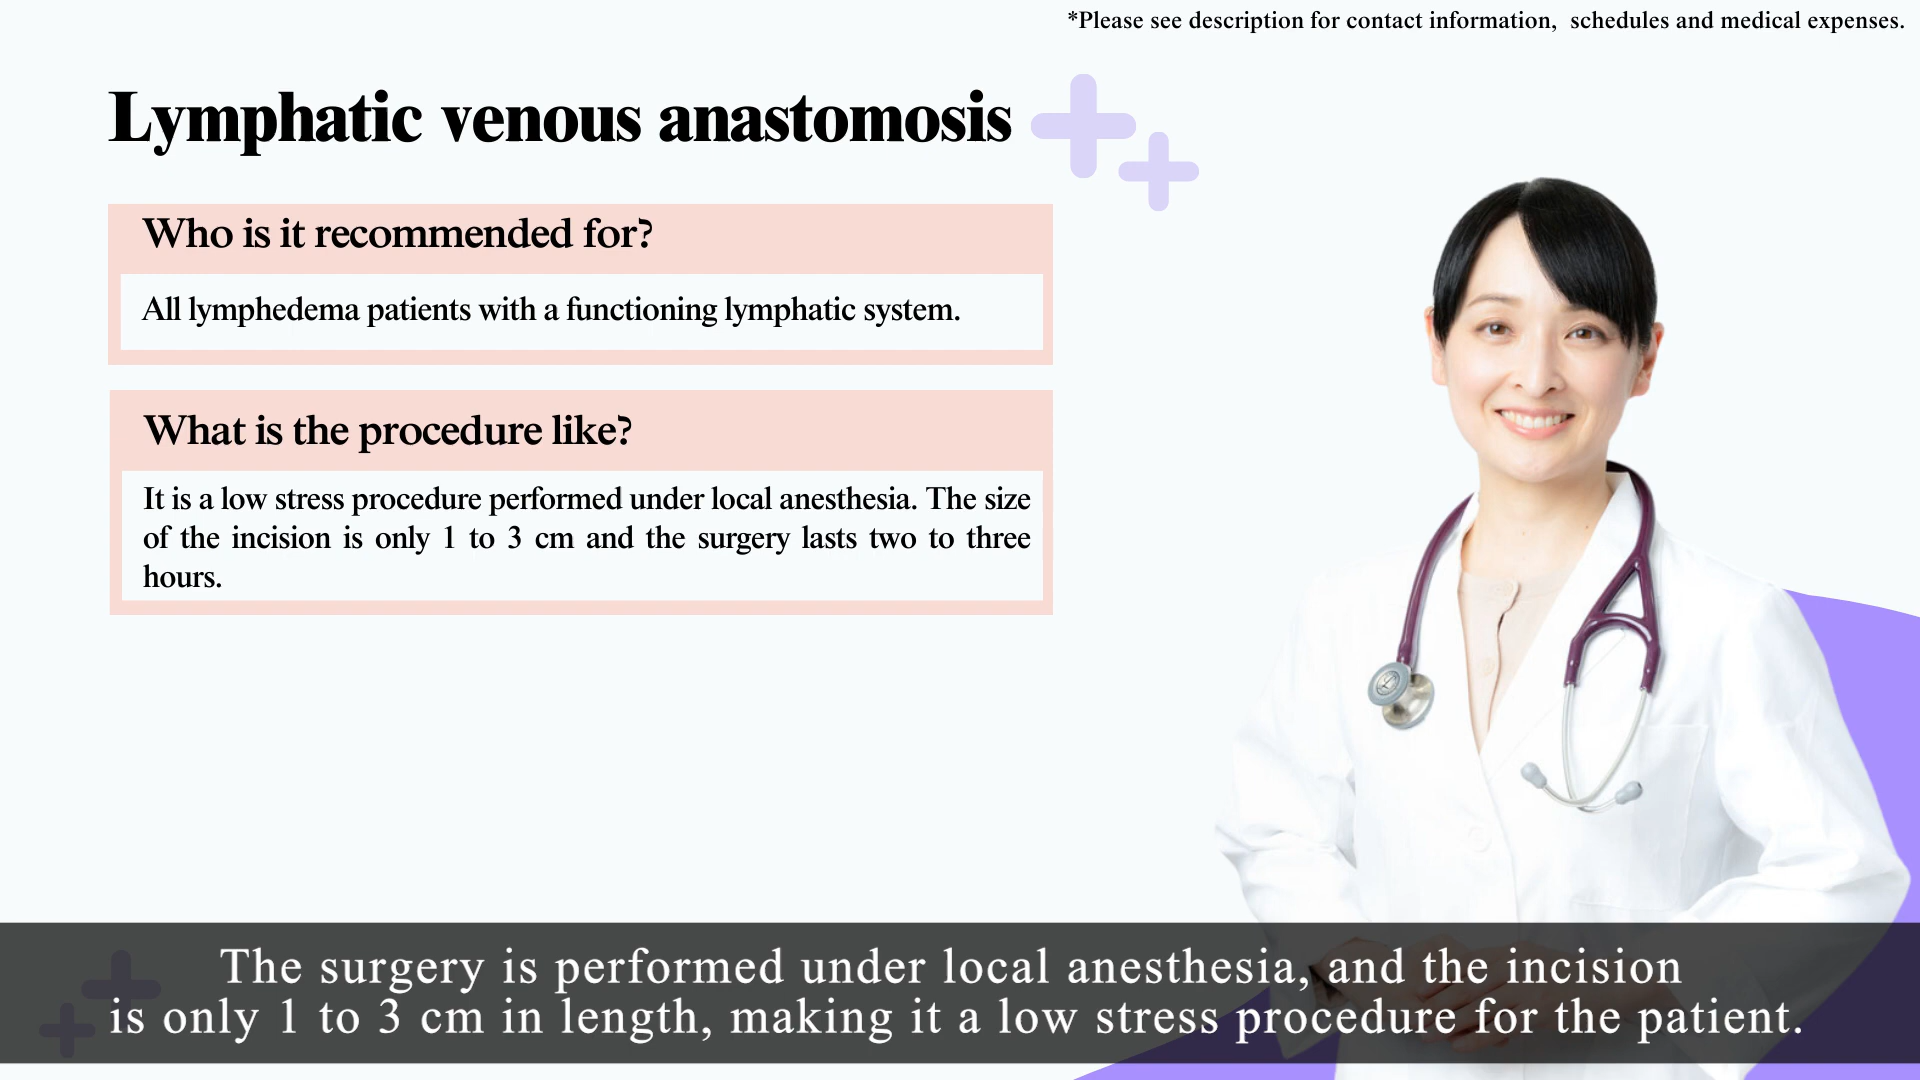 *Please see description for contact information, schedules and medical expenses.
Lymphatic venous anastomosis
Who is it recommended for?
All lymphedema patients with a functioning lymphatic system.
What is the procedure like?
It is a low stress procedure performed under local anesthesia. The size
of the incision is only 1 to 3 cm and the surgery lasts two to three
hours.
The surgery is performed under local anesthesia, and the incision
is only 1 to 3 cm in length, making it a low stress procedure for the patient.